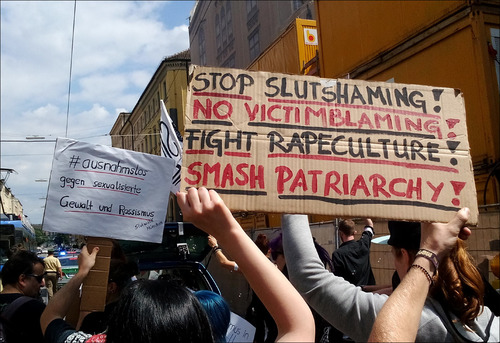 #ausnahmslos
gegen sexualisierte
Gewalt und Rassismus
STOP SLUTSHAMING!
NO VICTIMBLAMING!
FIGHT RAPECULTURE!
SMASH PATRIARCHY!